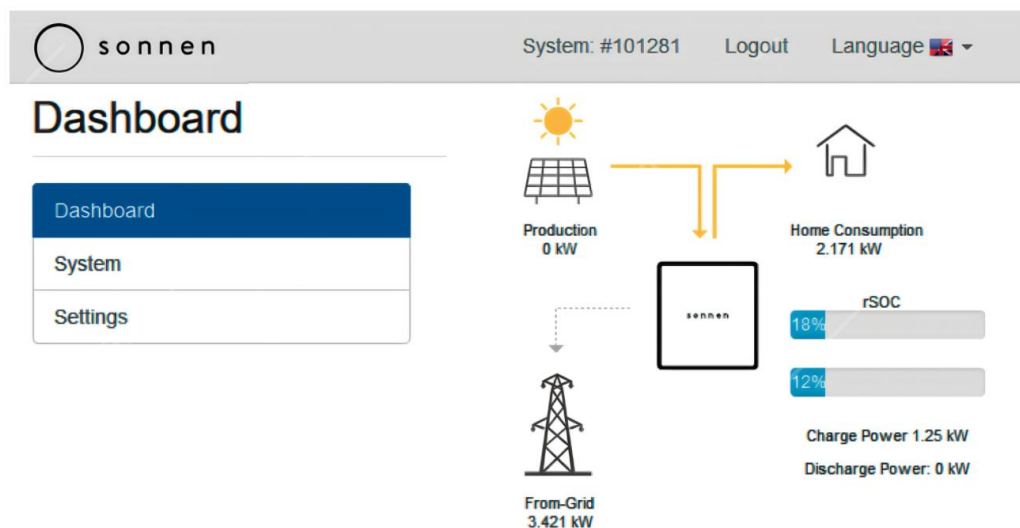 sonnen
System: #101281 Logout Language
Dashboard
Dashboard
System
Settings
Production
0 kW
Home Consumption
2.171 kW
sonnen
rSOC
18%
12%
Charge Power 1.25 kW
Discharge Power: 0 kW
From-Grid
3.421 kW